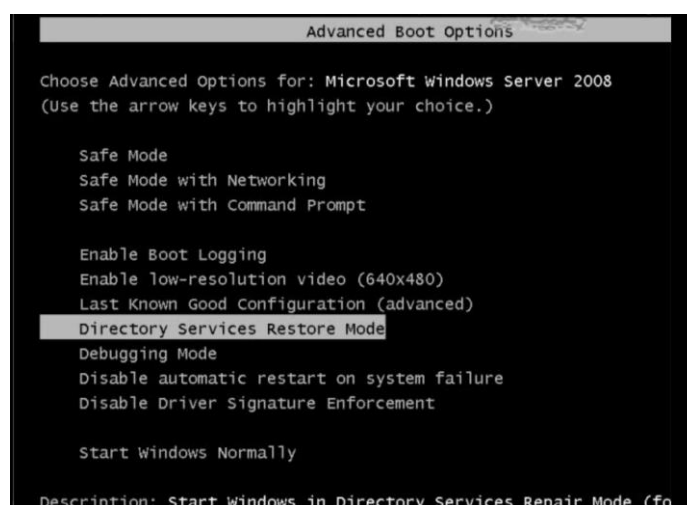 Advanced Boot Options
Choose Advanced Options for: Microsoft Windows Server 2008
(Use the arrow keys to highlight your choice.)
Safe Mode
Safe Mode with Networking
Safe Mode with Command Prompt
Enable Boot Logging
Enable low-resolution video (640x480)
Last Known Good Configuration (advanced)
Directory Services Restore Mode
Debugging Mode
Disable automatic restart on system failure
Disable Driver Signature Enforcement
Start Windows Normally
Description: Start Windows in Directory Services Repair Mode (fo